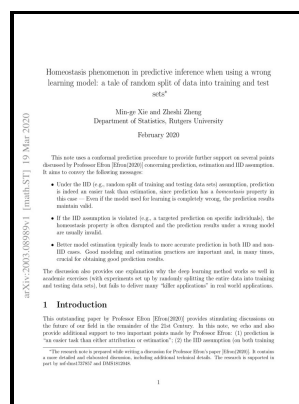 Homeostasis phenomenon in predictive inference when using a wrong
learning model: a tale of random split of data into training and test
sets*
Min-ge Xie and Zheshi Zheng
Department of Statistics, Rutgers University
February 2020
This note uses a conformal prediction procedure to provide further support on several points
discussed by Professor Efron [Efron(2020)] concerning prediction, estimation and IID assumption.
It aims to convey the following messages:
• Under the IID (e.g., random split of training and testing data sets) assumption, prediction
is indeed an easier task than estimation, since prediction has a homeostasis property in
this case — Even if the model used for learning is completely wrong, the prediction results
maintain valid.
• If the IID assumption is violated (e.g., a targeted prediction on specific individuals), the
homeostasis property is often disrupted and the prediction results under a wrong model
are usually invalid.
• Better model estimation typically leads to more accurate prediction in both IID and non-
IID cases. Good modeling and estimation practices are important and, in many times,
crucial for obtaining good prediction results.
The discussion also provides one explanation why the deep learning method works so well in
academic exercises (with experiments set up by randomly splitting the entire data into training
and testing data sets), but fails to deliver many "killer applications" in real world applications.
1 Introduction
This outstanding paper by Professor Efron [Efron(2020)] provides stimulating discussions on
the future of our field in the remainder of the 21st Century. In this note, we echo and also
provide additional support to two important points made by Professor Efron: (1) prediction is
"an easier task than either attribution or estimation"; (2) the IID assumption (on both training
*The research note is prepared while writing a discussion for Professor Efron's paper [Efron(2020)]. It contains
a more detailed and elaborated discussion, including additional technical details. The research is supported in
part by
1
arXiv:2003.08989v1 [math.ST] 19 Mar 2020